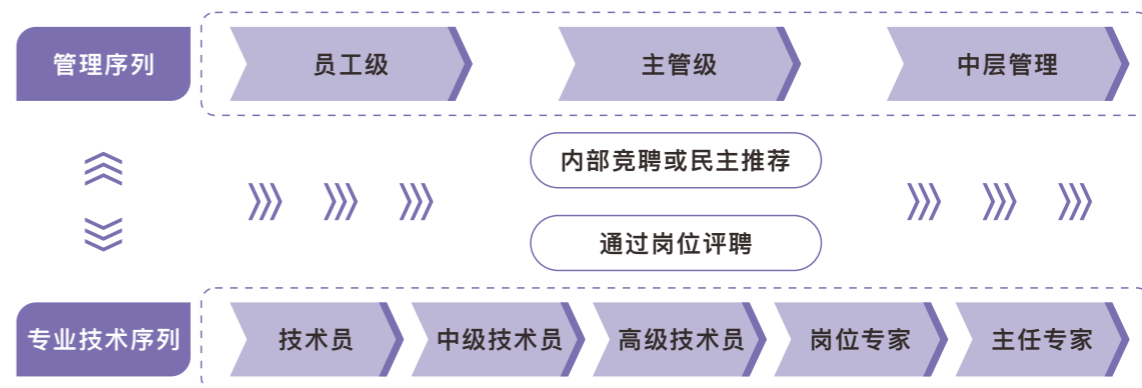 管理序列
员工级
主管级
中层管理
内部竞聘或民主推荐
通过岗位评聘
专业技术序列
技术员
中级技术员
高级技术员
岗位专家
主任专家